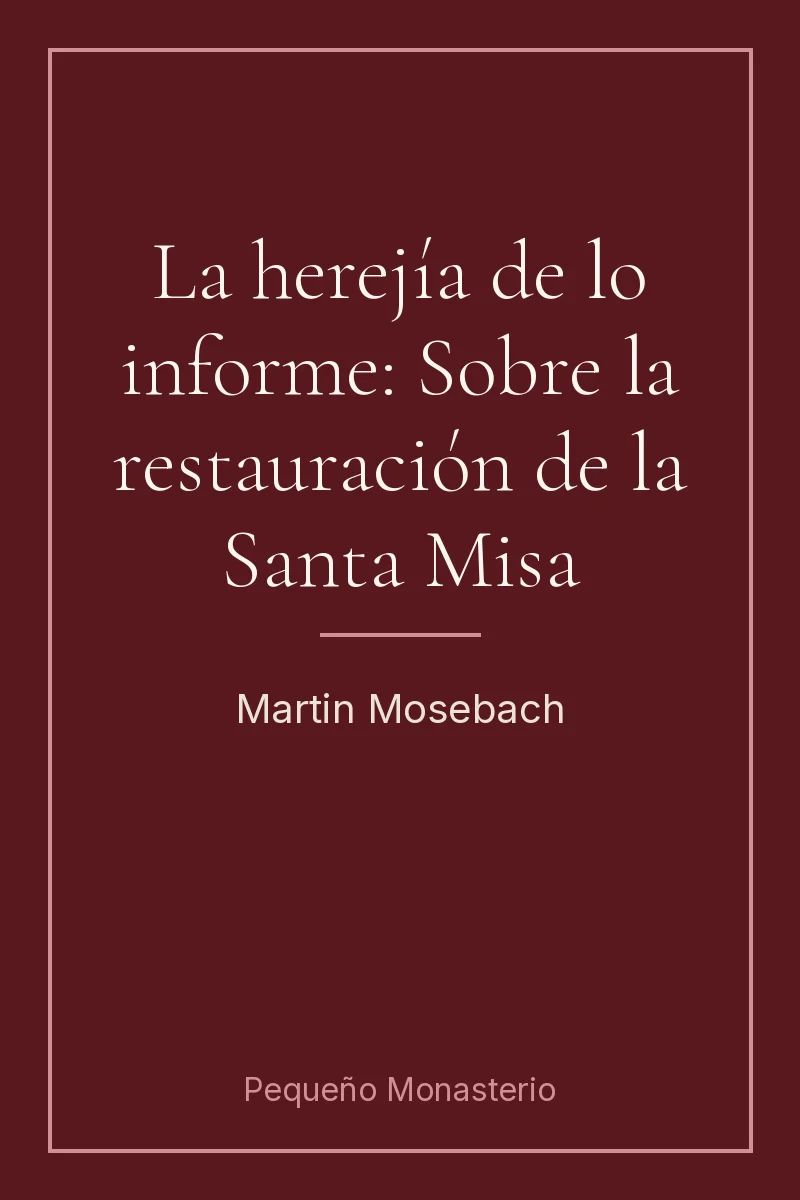 La herejía de lo
informe: Sobre la
restauración de la
Santa Misa
Martin Mosebach
Pequeño Monasterio